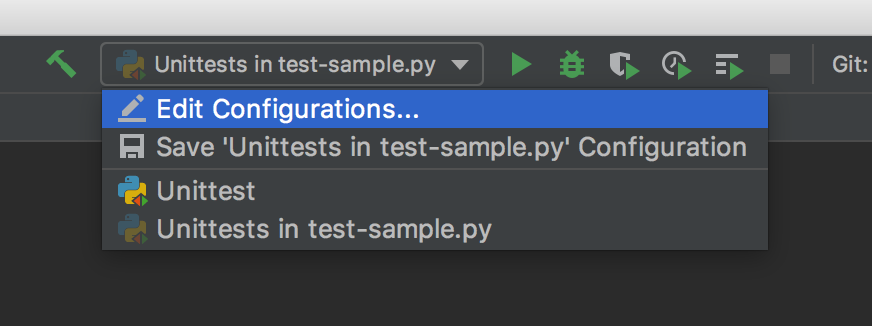 Unittests in test-sample.py
Git:
Edit Configurations...
Save 'Unittests in test-sample.py' Configuration
Unittest
Unittests in test-sample.py